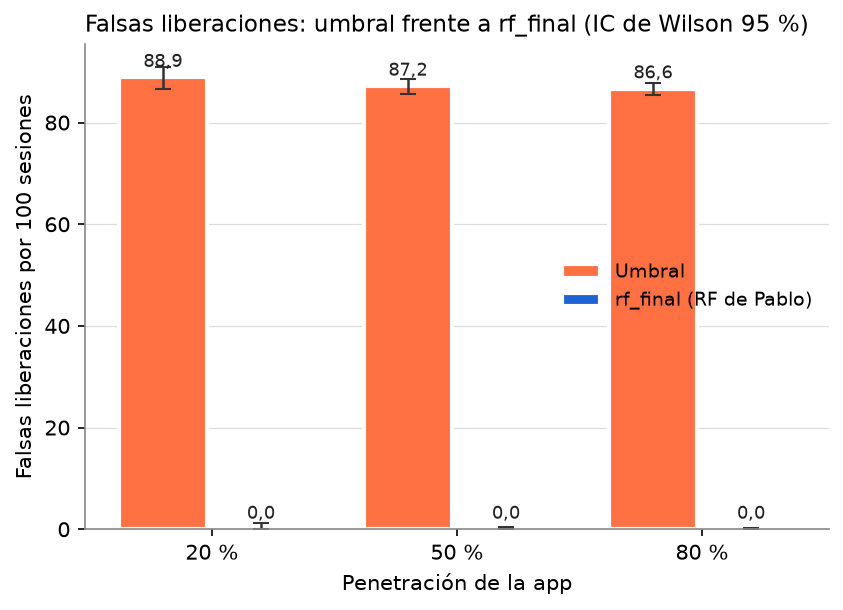 Falsas liberaciones: umbral frente a rf_final (IC de Wilson 95 %)
Falsas liberaciones por 100 sesiones
80
60
40
20
0
88,9
0,0
87,2
0,0
86,6
0,0
Umbral
rf_final (RF de Pablo)
20 %
50 %
80 %
Penetración de la app